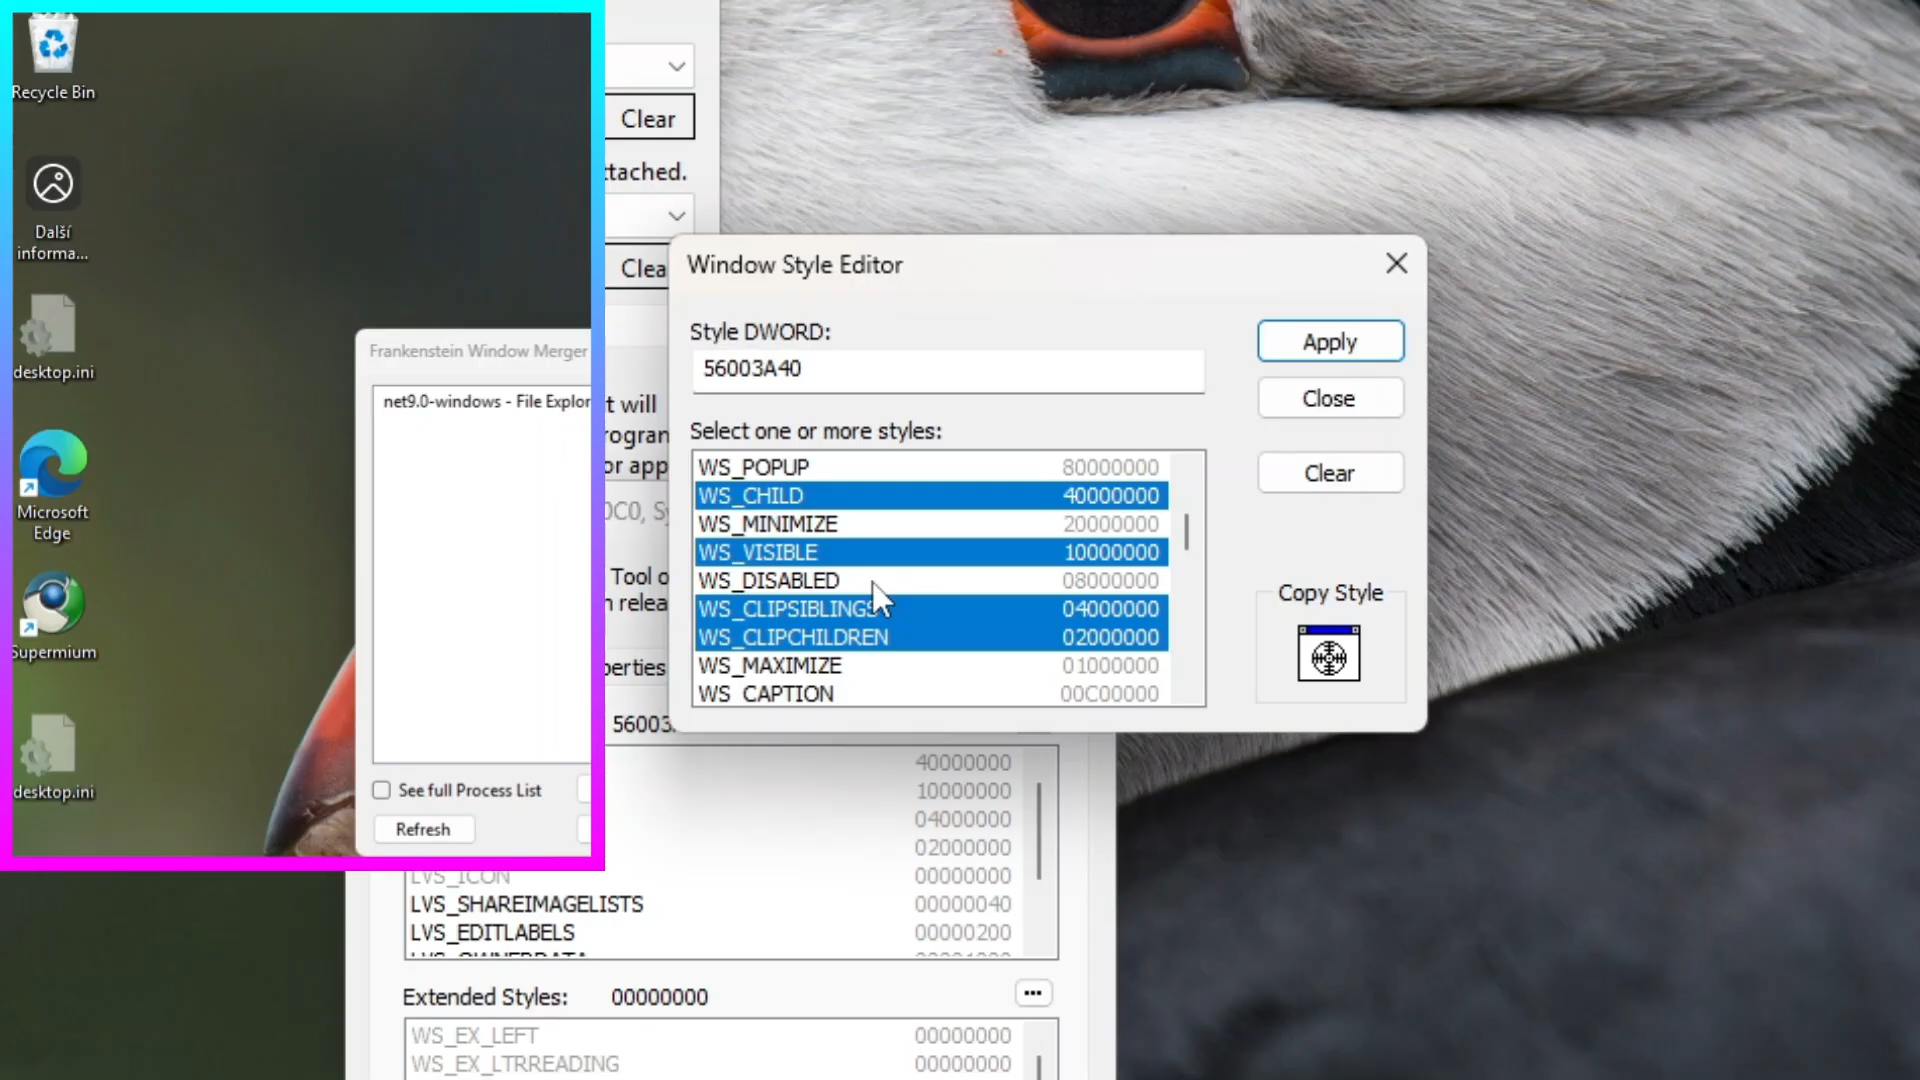 Recycle Bin
Další
informa...
desktop.ini
Microsoft
Edge
Supermium
desktop.ini
Frankenstein Window Merger
net9.0-windows - File Explor
See full Process List
Refresh
Clear
ttached.
Clea
t will
rogran
or app
0C0, Sy
Tool o
n relea
perties
56003
Window Style Editor
Style DWORD:
56003A40
Select one or more styles:
WS_POPUP 80000000
WS_CHILD 40000000
WS_MINIMIZE 20000000
WS_VISIBLE 10000000
WS_DISABLED 08000000
WS_CLIPSIBLINGS 04000000
WS_CLIPCHILDREN 02000000
WS_MAXIMIZE 01000000
WS_CAPTION 00C00000
Apply
Close
Clear
Copy Style
40000000
10000000
04000000
02000000
LVS_ICON 00000000
LVS_SHAREIMAGELISTS 00000040
LVS_EDITLABELS 00000200
Extended Styles: 00000000
...
WS_EX_LEFT 00000000
WS_EX_LTRREADING 00000000